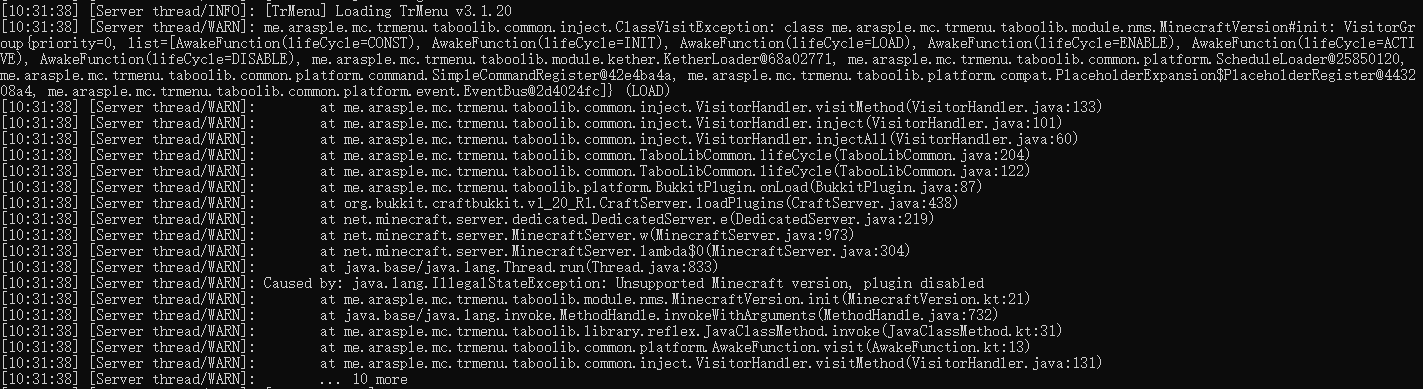 [10:31:38] [Server thread/INFO]: [TrMenu] Loading TrMenu v3.1.20
[10:31:38] [Server thread/WARN]: me.arasple.mc.trmenu.taboolib.common.inject.ClassVisitException: class me.arasple.mc.trmenu.taboolib.module.nms.MinecraftVersion#init: VisitorGr
oup{priority=0, list=[AwakeFunction(lifeCycle=CONST), AwakeFunction(lifeCycle=INIT), AwakeFunction(lifeCycle=LOAD), AwakeFunction(lifeCycle=ENABLE), AwakeFunction(lifeCycle=ACTI
VE), AwakeFunction(lifeCycle=DISABLE), me.arasple.mc.trmenu.taboolib.module.kether.KetherLoader@68a02771, me.arasple.mc.trmenu.taboolib.common.platform.ScheduleLoader@25850120,
me.arasple.mc.trmenu.taboolib.common.platform.command.SimpleCommandRegister@42e4ba4a, me.arasple.mc.trmenu.taboolib.platform.compat.PlaceholderExpansion$PlaceholderRegister@4432
08a4, me.arasple.mc.trmenu.taboolib.common.platform.event.EventBus@2d4024fc]} (LOAD)
[10:31:38] [Server thread/WARN]: at me.arasple.mc.trmenu.taboolib.common.inject.VisitorHandler.visitMethod(VisitorHandler.java:133)
[10:31:38] [Server thread/WARN]: at me.arasple.mc.trmenu.taboolib.common.inject.VisitorHandler.inject(VisitorHandler.java:101)
[10:31:38] [Server thread/WARN]: at me.arasple.mc.trmenu.taboolib.common.inject.VisitorHandler.injectAll(VisitorHandler.java:60)
[10:31:38] [Server thread/WARN]: at me.arasple.mc.trmenu.taboolib.common.TabooLibCommon.lifeCycle(TabooLibCommon.java:204)
[10:31:38] [Server thread/WARN]: at me.arasple.mc.trmenu.taboolib.common.TabooLibCommon.lifeCycle(TabooLibCommon.java:122)
[10:31:38] [Server thread/WARN]: at me.arasple.mc.trmenu.taboolib.platform.BukkitPlugin.onLoad(BukkitPlugin.java:87)
[10:31:38] [Server thread/WARN]: at org.bukkit.craftbukkit.v1_20_R1.CraftServer.loadPlugins(CraftServer.java:438)
[10:31:38] [Server thread/WARN]: at net.minecraft.server.dedicated.DedicatedServer.e(DedicatedServer.java:219)
[10:31:38] [Server thread/WARN]: at net.minecraft.server.MinecraftServer.w(MinecraftServer.java:973)
[10:31:38] [Server thread/WARN]: at net.minecraft.server.MinecraftServer.lambda$0(MinecraftServer.java:304)
[10:31:38] [Server thread/WARN]: at java.base/java.lang.Thread.run(Thread.java:833)
[10:31:38] [Server thread/WARN]: Caused by: java.lang.IllegalStateException: Unsupported Minecraft version, plugin disabled
[10:31:38] [Server thread/WARN]: at me.arasple.mc.trmenu.taboolib.module.nms.MinecraftVersion.init(MinecraftVersion.kt:21)
[10:31:38] [Server thread/WARN]: at java.base/java.lang.invoke.MethodHandle.invokeWithArguments(MethodHandle.java:732)
[10:31:38] [Server thread/WARN]: at me.arasple.mc.trmenu.taboolib.library.reflex.JavaClassMethod.invoke(JavaClassMethod.kt:31)
[10:31:38] [Server thread/WARN]: at me.arasple.mc.trmenu.taboolib.common.platform.AwakeFunction.visit(AwakeFunction.kt:13)
[10:31:38] [Server thread/WARN]: at me.arasple.mc.trmenu.taboolib.common.inject.VisitorHandler.visitMethod(VisitorHandler.java:131)
[10:31:38] [Server thread/WARN]: ... 10 more